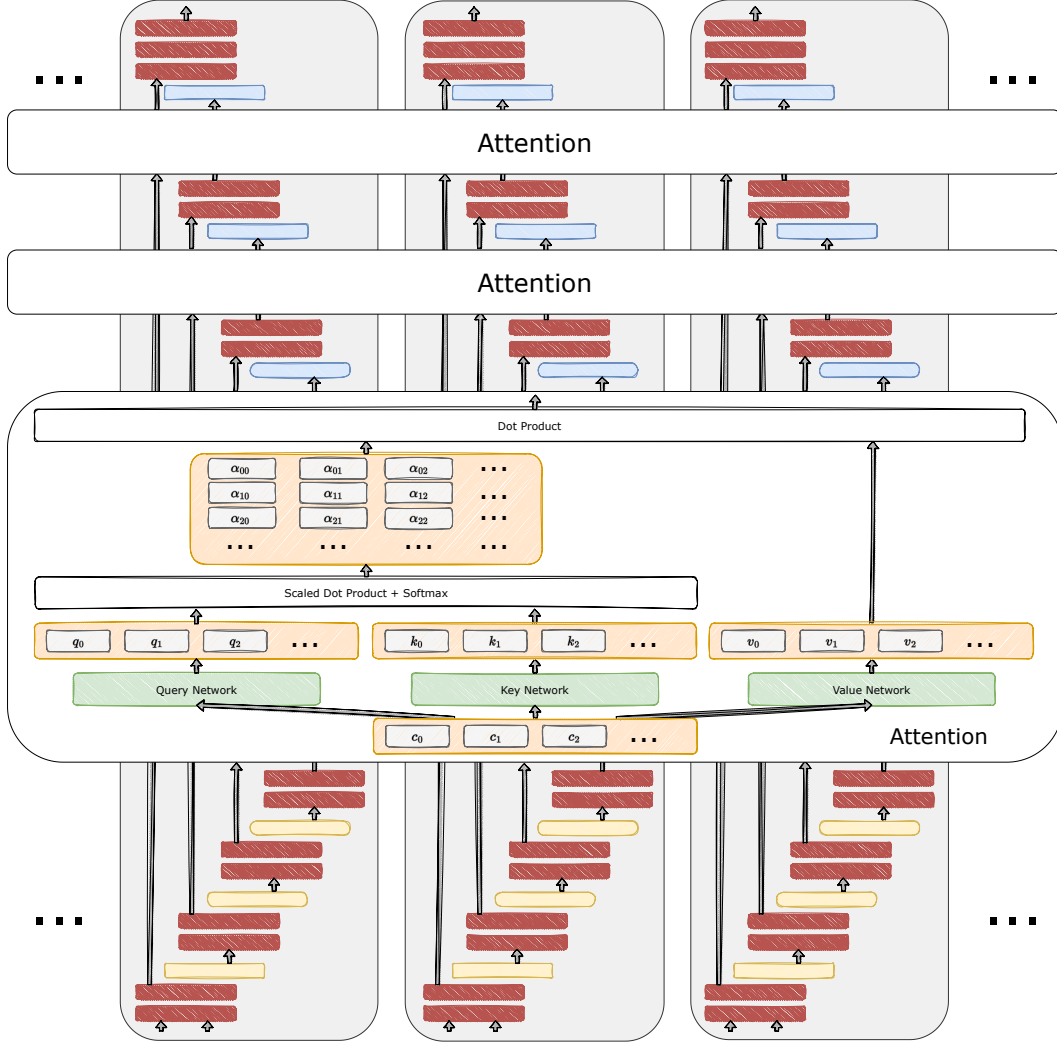 ...
...
Attention
Attention
Dot Product
α00 α01 α02 ...
α10 α11 α12 ...
α20 α21 α22 ...
... ... ... ...
Scaled Dot Product + Softmax
q0 q1 q2 ... k0 k1 k2 ... v0 v1 v2 ...
Query Network Key Network Value Network
c0 c1 c2 ...
Attention
...
...